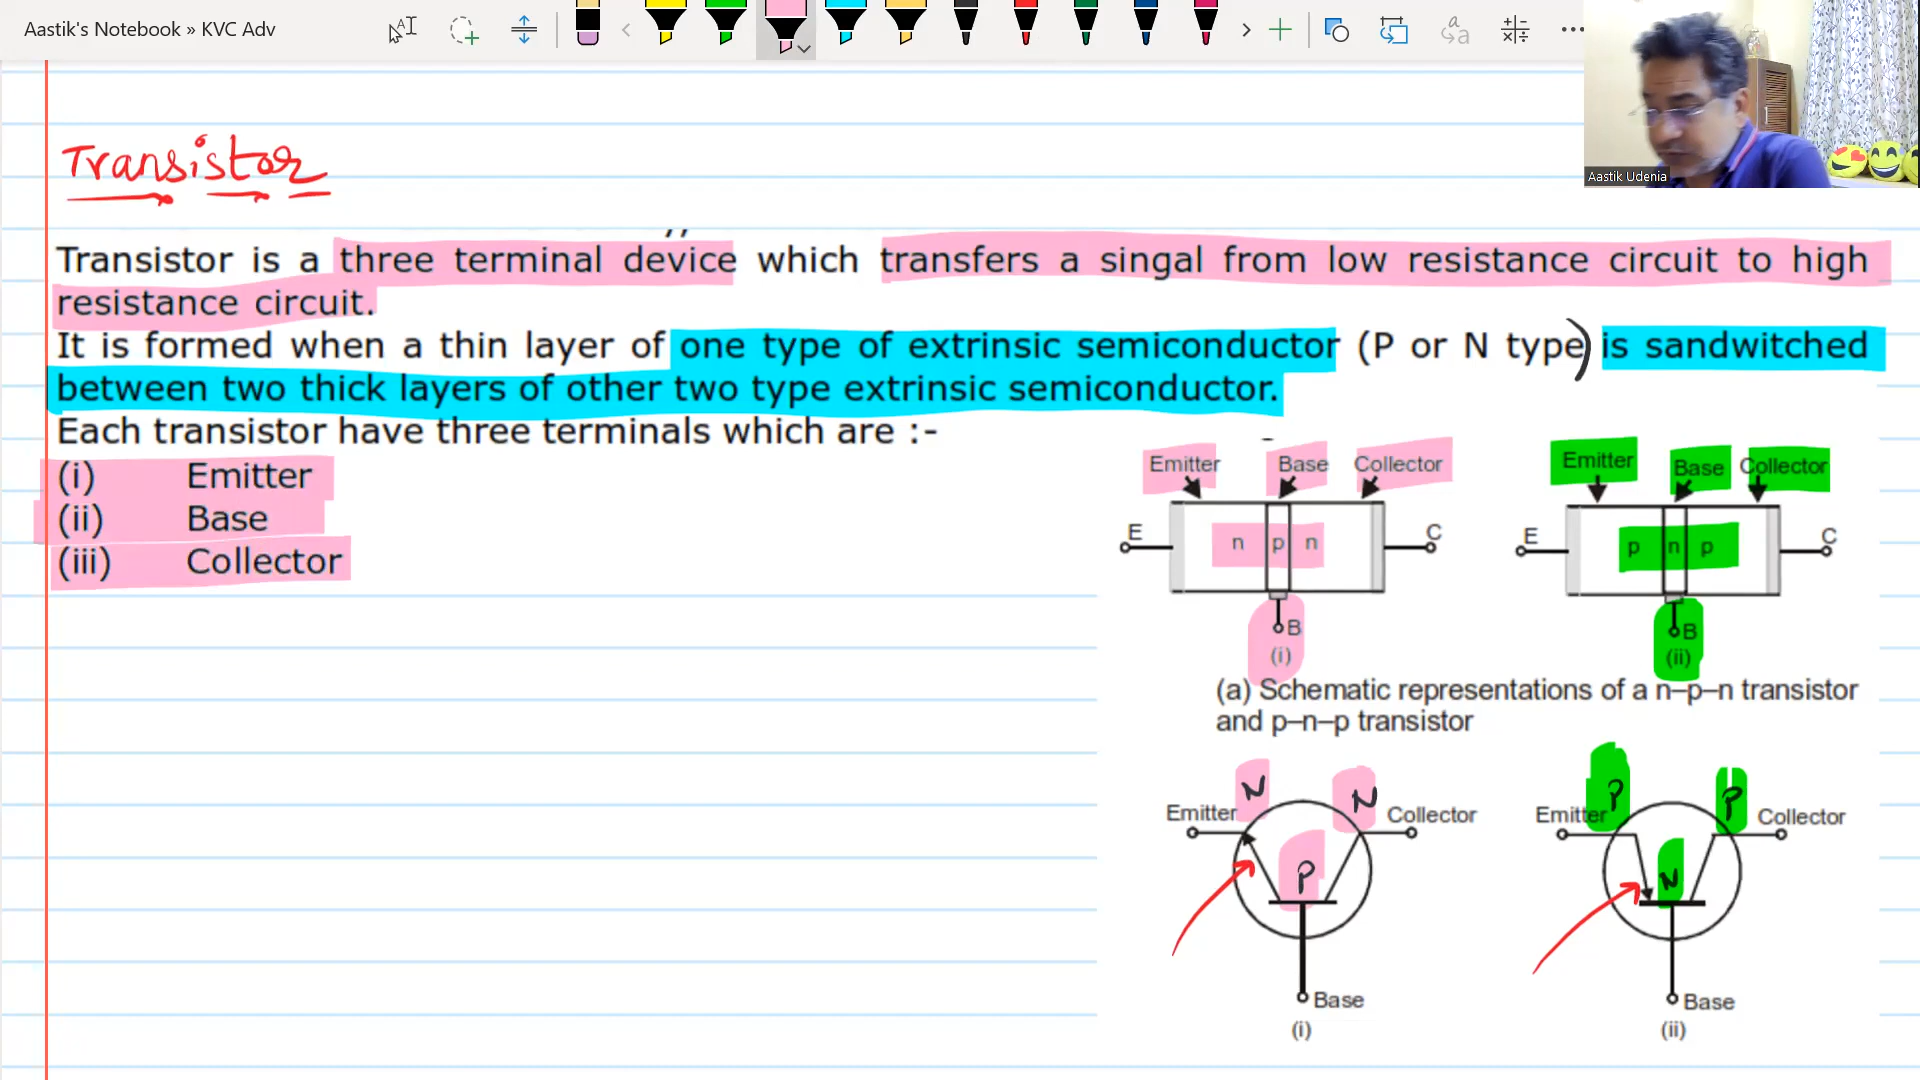 Aastik's Notebook » KVC Adv
Aastik Udenia
Transistor
Transistor is a three terminal device which transfers a singal from low resistance circuit to high
resistance circuit.
It is formed when a thin layer of one type of extrinsic semiconductor (P or N type) is sandwitched
between two thick layers of other two type extrinsic semiconductor.
Each transistor have three terminals which are :-
(i) Emitter
(ii) Base
(iii) Collector
Emitter Base Collector
E n p n C
B
(i)
Emitter Base Collector
E p n p C
B
(ii)
(a) Schematic representations of a n–p–n transistor
and p–n–p transistor
N N
Emitter Collector
P
Base
(i)
P P
Emitter Collector
N
Base
(ii)